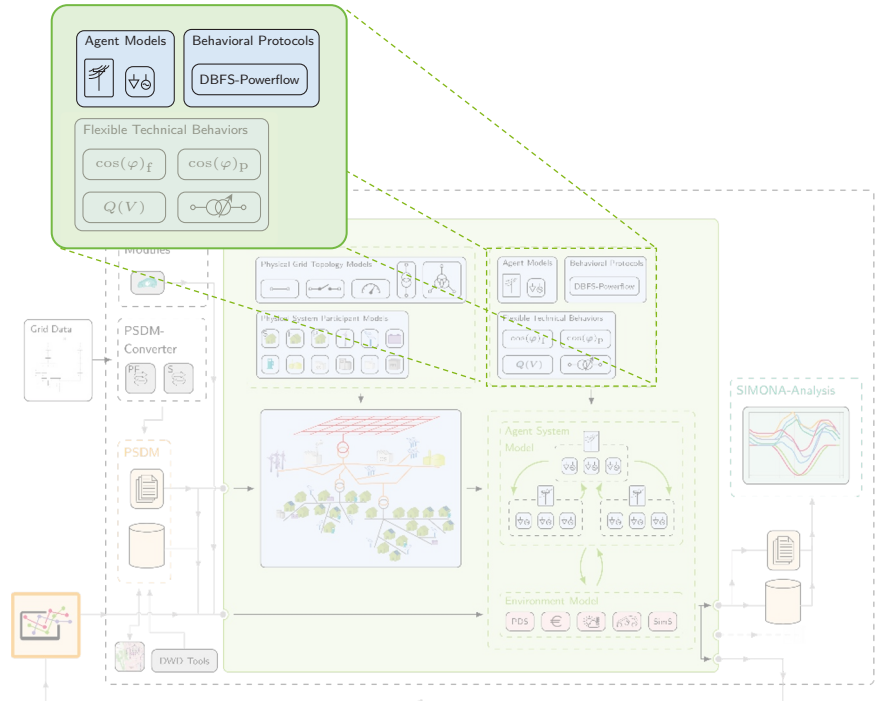 Agent Models
Behavioral Protocols
DBFS-Powerflow
Flexible Technical Behaviors
cos(φ)f
cos(φ)p
Q(V)
Physical Grid Topology Models
Agent Models
Behavioral Protocols
DBFS-Powerflow
Physical System Participant Models
Flexible Technical Behaviors
cos(φ)f
cos(φ)p
Q(V)
Grid Data
PSDM-
Converter
PF
S
SIMONA-Analysis
Agent System
Model
PSDM
Environment Model
PDS
€
SimS
DWD Tools